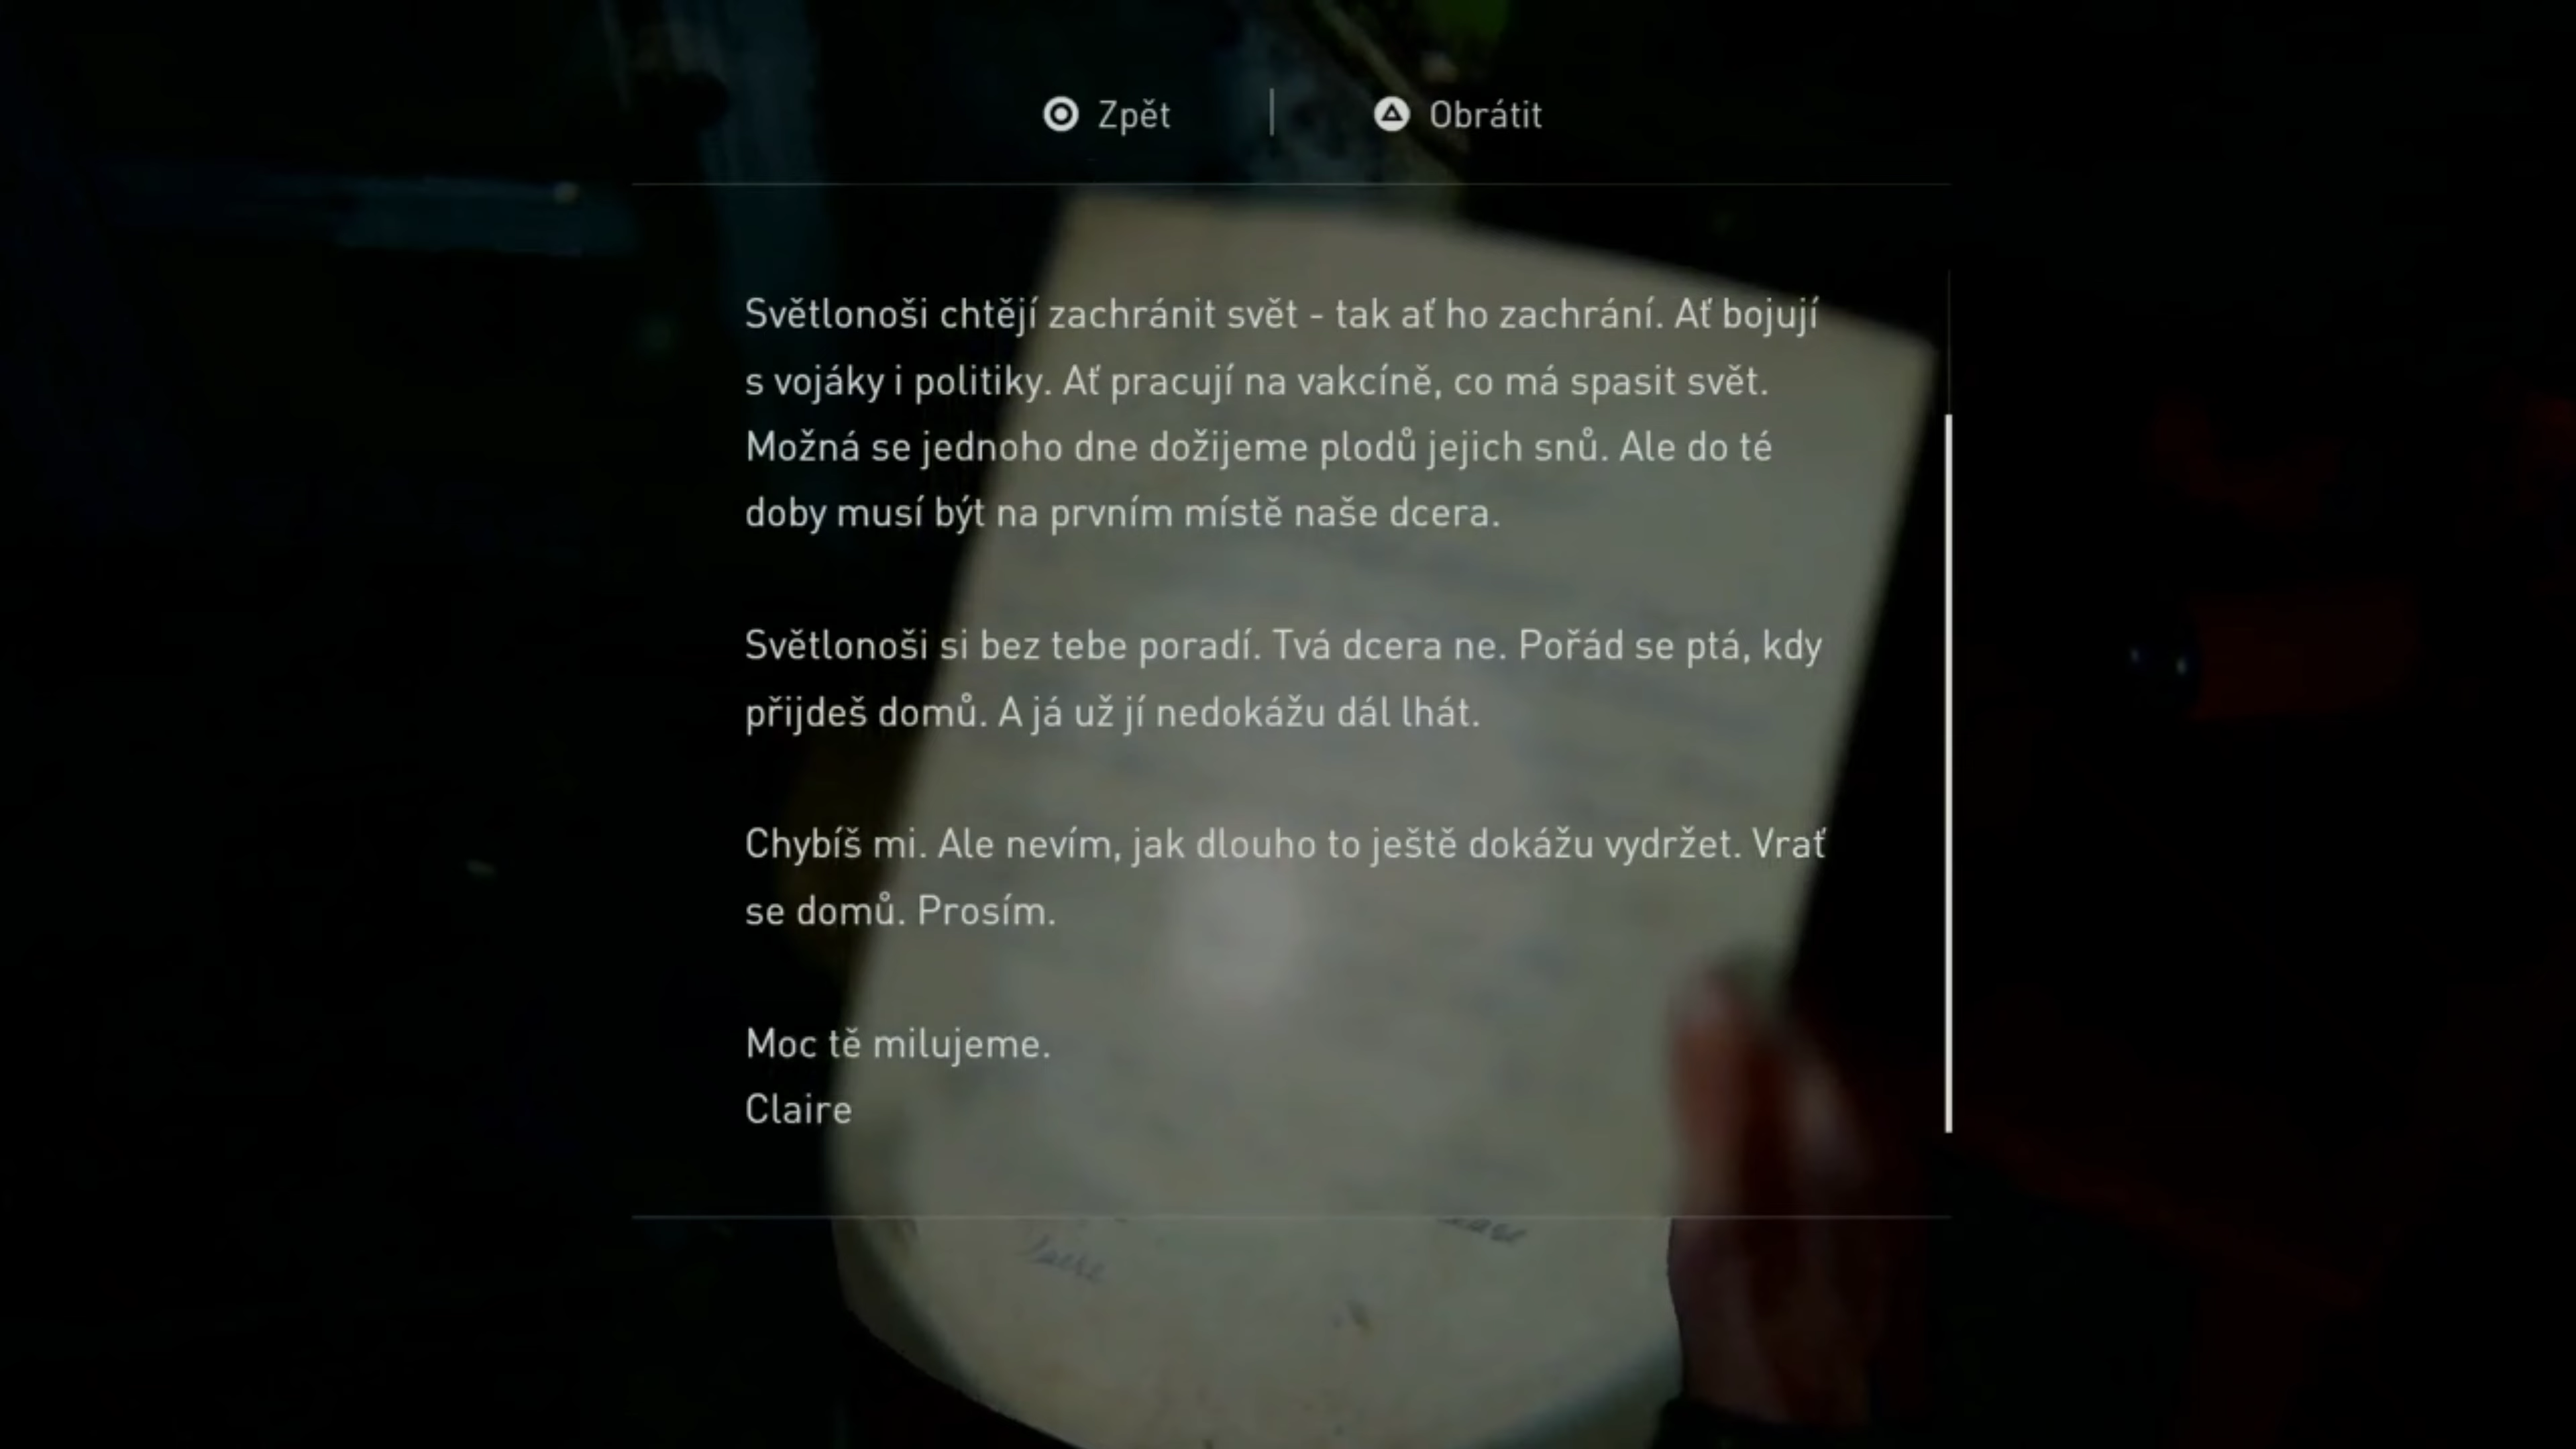 Zpět | Obrátit
Světlonoši chtějí zachránit svět - tak ať ho zachrání. Ať bojují
s vojáky i politiky. Ať pracují na vakcíně, co má spasit svět.
Možná se jednoho dne dožijeme plodů jejich snů. Ale do té
doby musí být na prvním místě naše dcera.
Světlonoši si bez tebe poradí. Tvá dcera ne. Pořád se ptá, kdy
přijdeš domů. A já už jí nedokážu dál lhát.
Chybíš mi. Ale nevím, jak dlouho to ještě dokážu vydržet. Vrať
se domů. Prosím.
Moc tě milujeme.
Claire